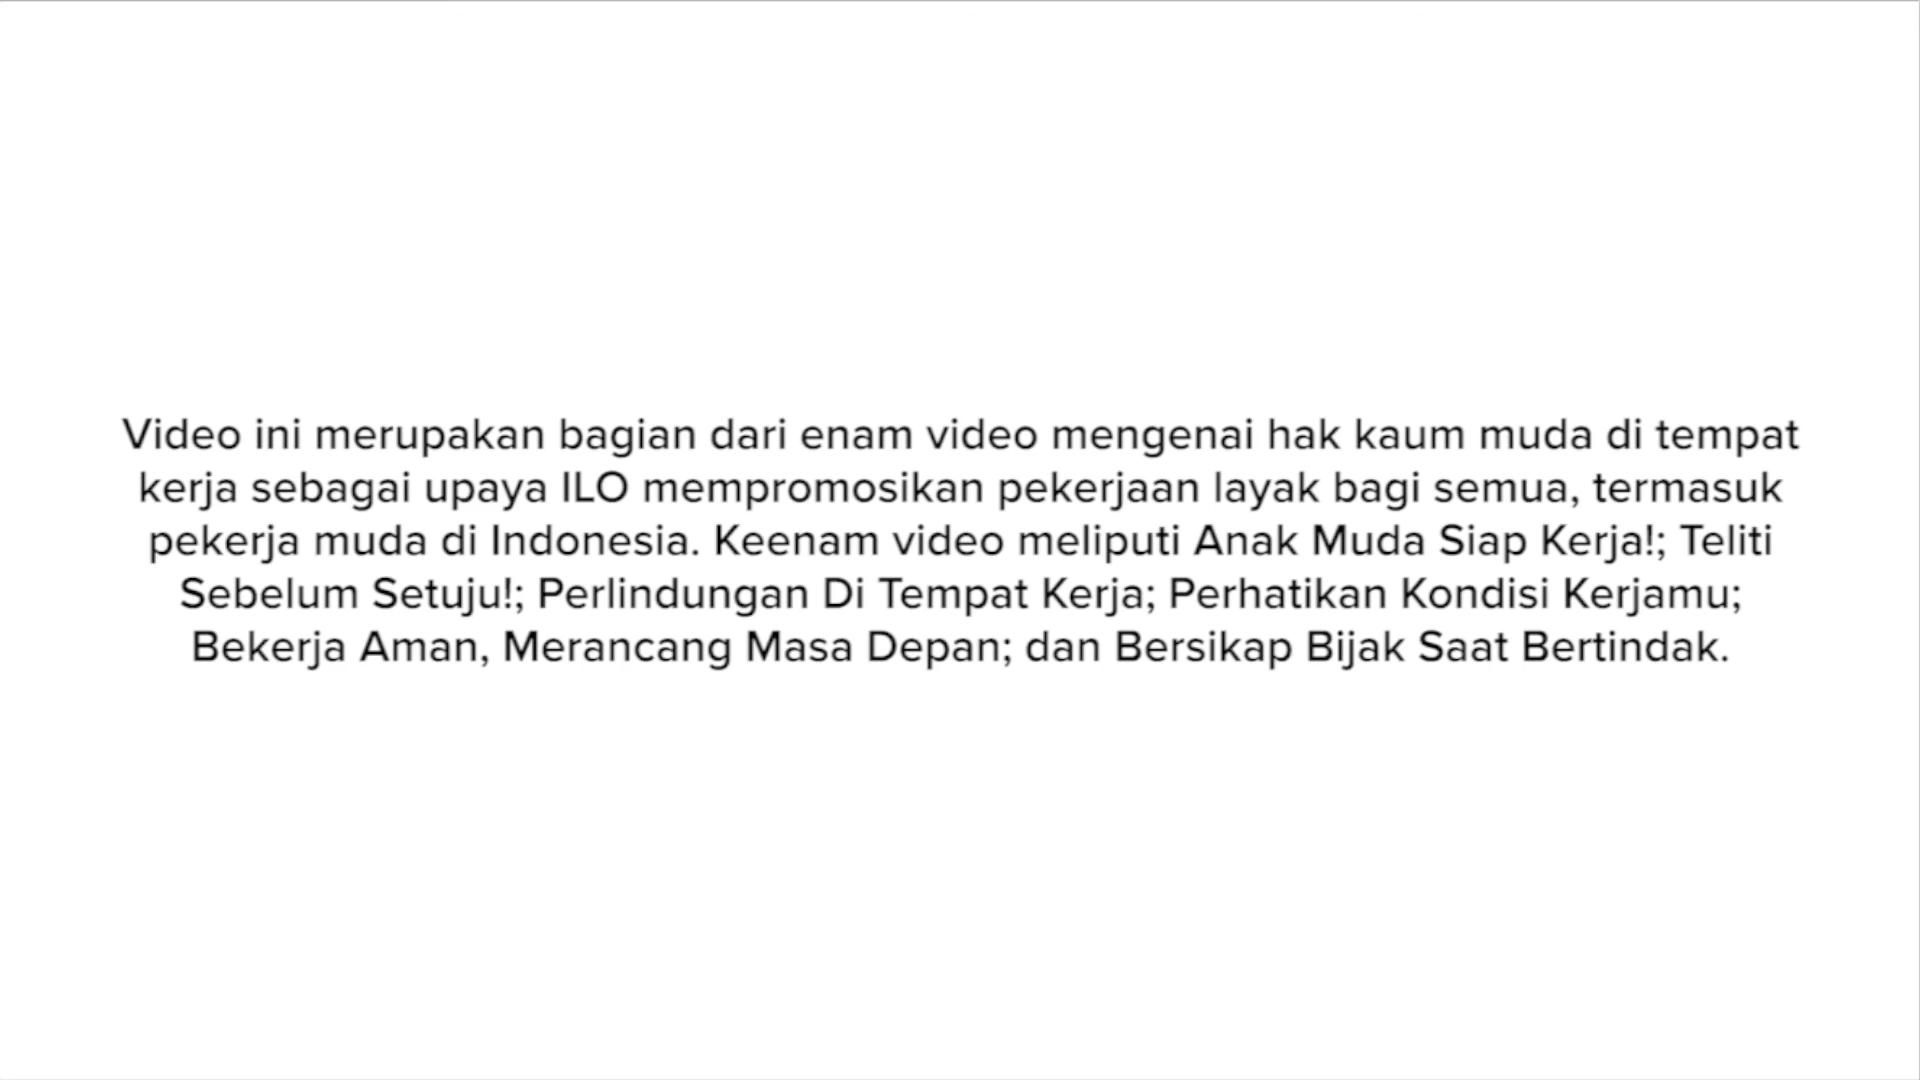 Video ini merupakan bagian dari enam video mengenai hak kaum muda di tempat
kerja sebagai upaya ILO mempromosikan pekerjaan layak bagi semua, termasuk
pekerja muda di Indonesia. Keenam video meliputi Anak Muda Siap Kerja!; Teliti
Sebelum Setuju!; Perlindungan Di Tempat Kerja; Perhatikan Kondisi Kerjamu;
Bekerja Aman, Merancang Masa Depan; dan Bersikap Bijak Saat Bertindak.